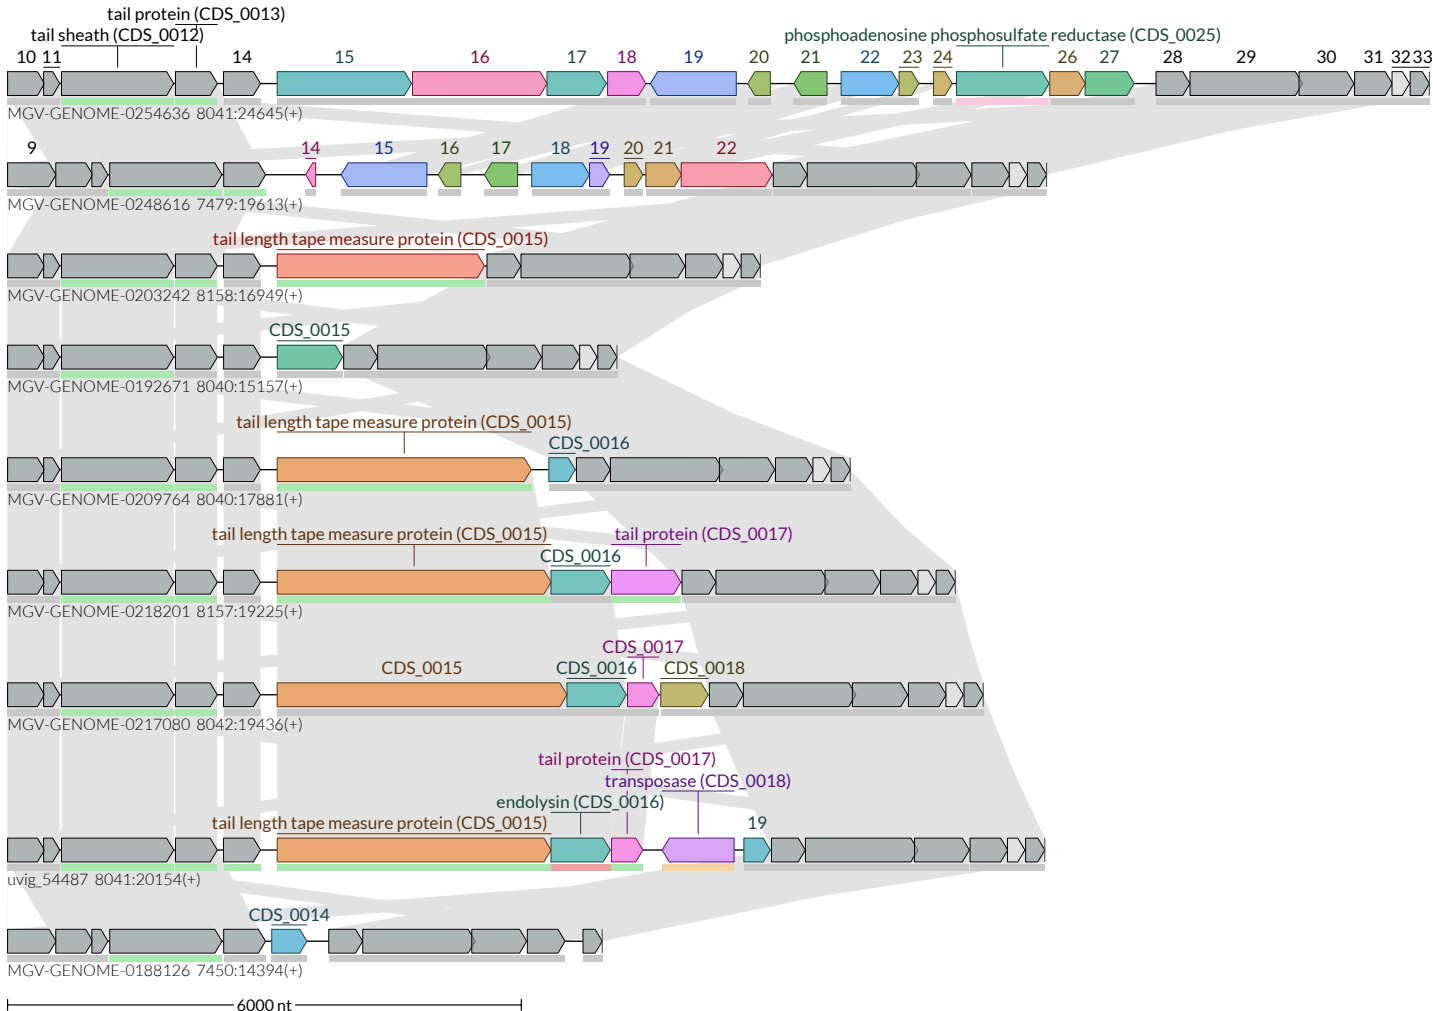 tail protein (CDS_0013)
tail sheath (CDS_0012)
phosphoadenosine phosphosulfate reductase (CDS_0025)
10 11 14 15 16 17 18 19 20 21 22 23 24 26 27 28 29 30 31 32 33
MGV-GENOME-0254636 8041:24645(+)
9 14 15 16 17 18 19 20 21 22
MGV-GENOME-0248616 7479:19613(+)
tail length tape measure protein (CDS_0015)
MGV-GENOME-0203242 8158:16949(+)
CDS_0015
MGV-GENOME-0192671 8040:15157(+)
tail length tape measure protein (CDS_0015)
CDS_0016
MGV-GENOME-0209764 8040:17881(+)
tail length tape measure protein (CDS_0015) tail protein (CDS_0017)
CDS_0016
MGV-GENOME-0218201 8157:19225(+)
CDS_0017
CDS_0015 CDS_0016 CDS_0018
MGV-GENOME-0217080 8042:19436(+)
tail protein (CDS_0017)
transposase (CDS_0018)
endolysin (CDS_0016)
tail length tape measure protein (CDS_0015) 19
uvig_54487 8041:20154(+)
CDS_0014
MGV-GENOME-0188126 7450:14394(+)
6000 nt